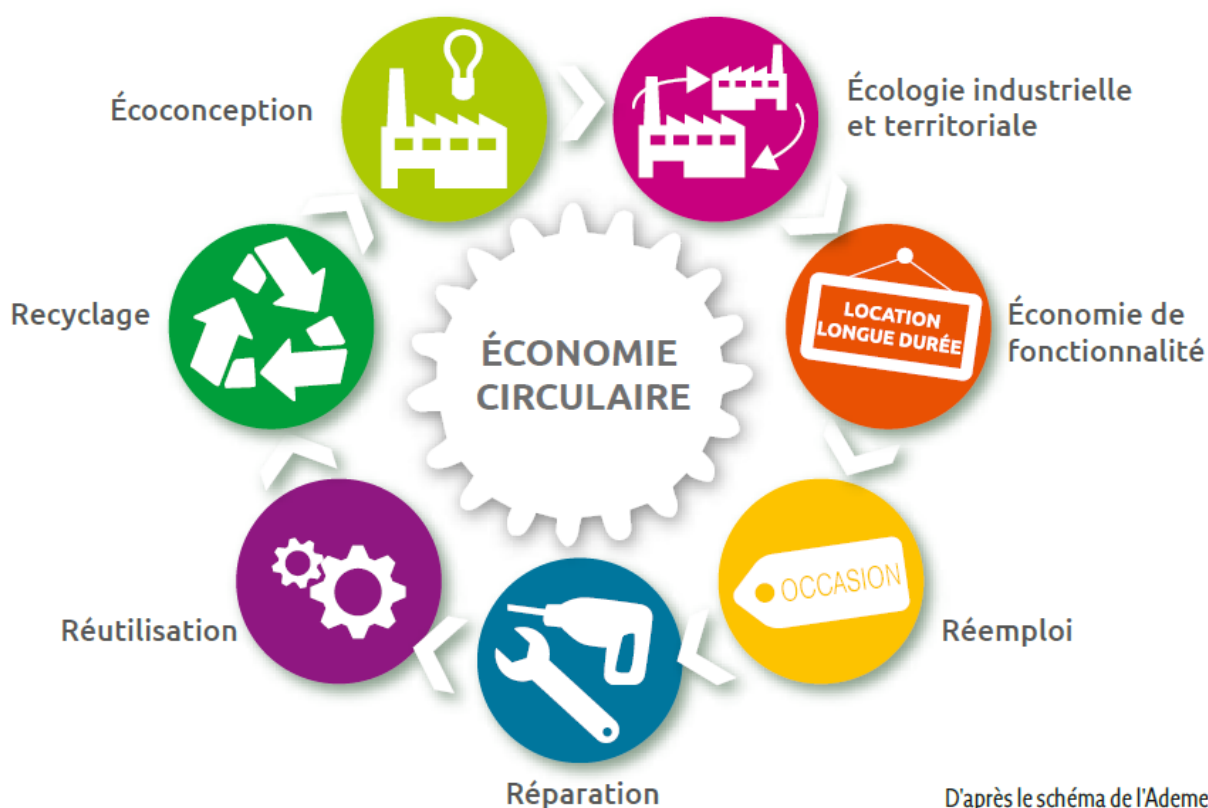 Écoconception
Écologie industrielle
et territoriale
Recyclage
ÉCONOMIE
CIRCULAIRE
LOCATION
LONGUE DURÉE
Économie de
fonctionnalité
Réutilisation
OCCASION
Réemploi
Réparation
D'après le schéma de l'Ademe